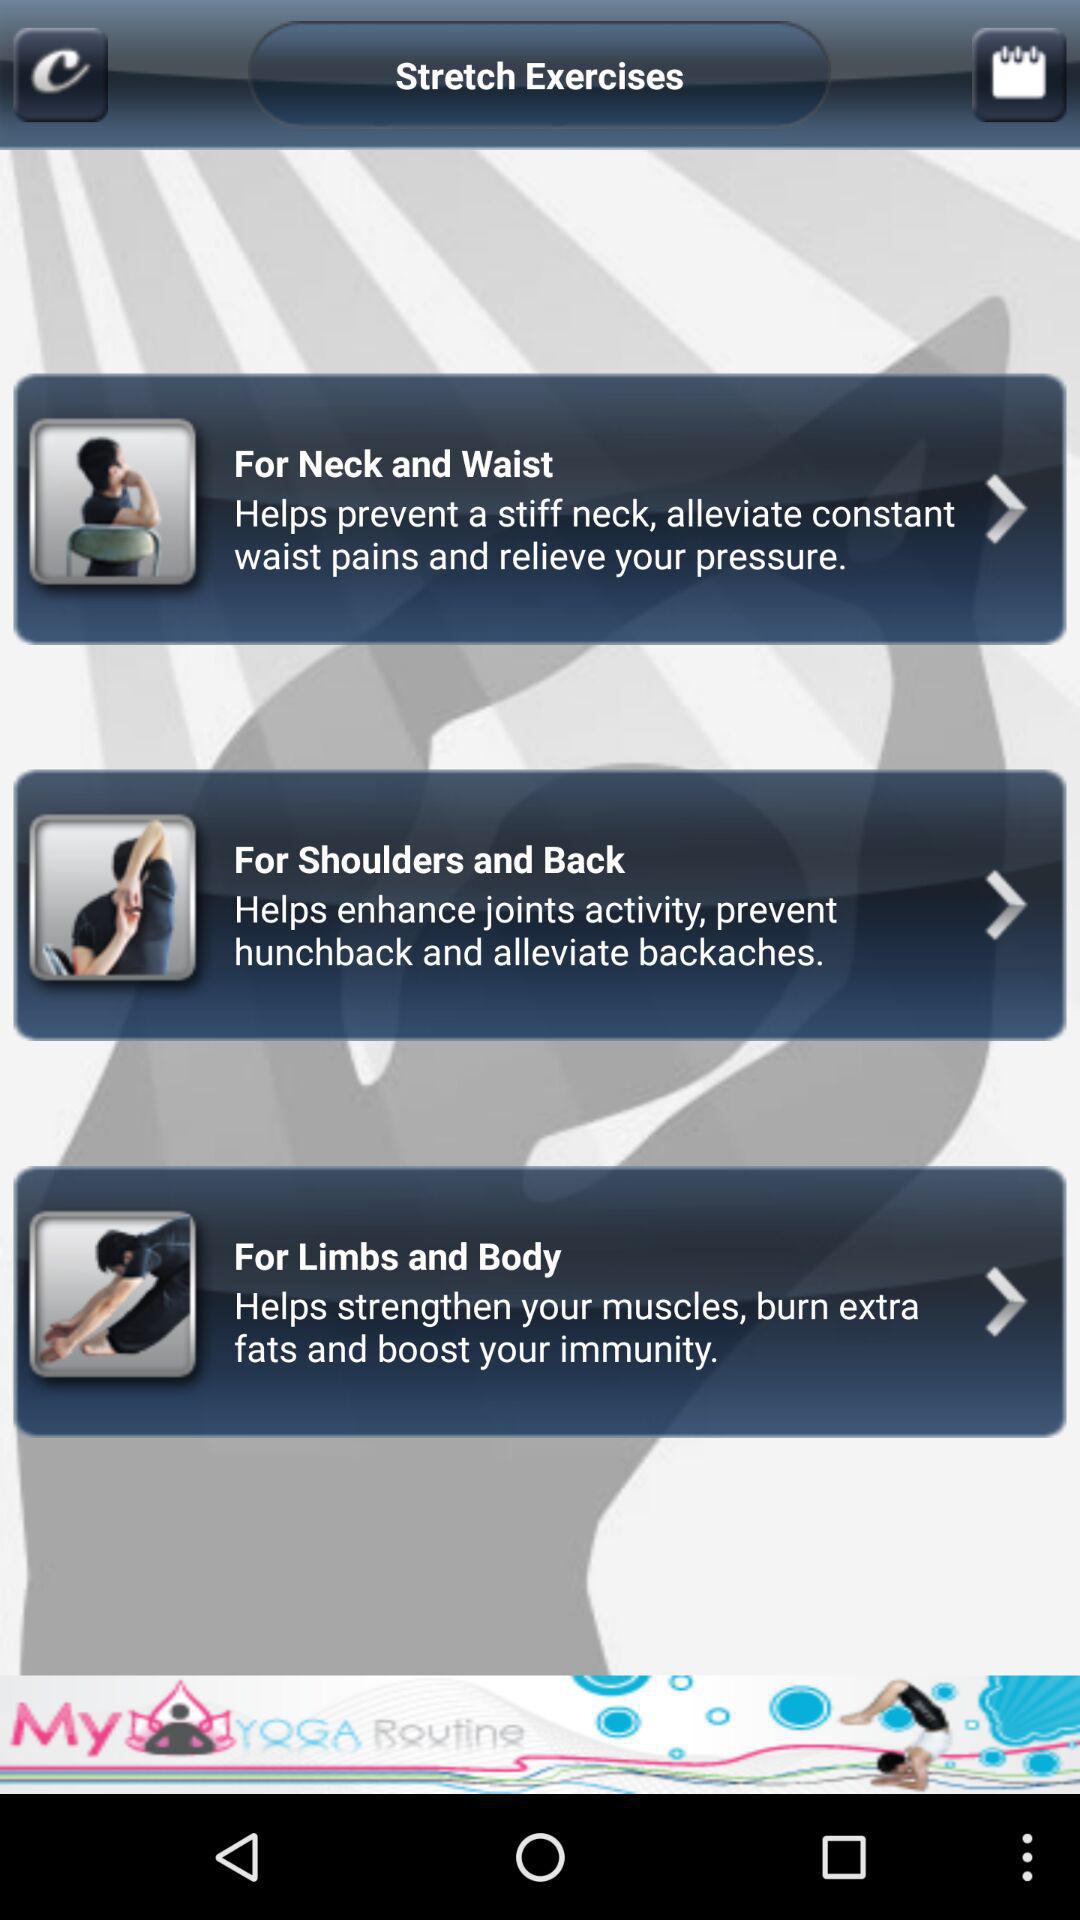 C
Stretch Exercises
For Neck and Waist
Helps prevent a stiff neck, alleviate constant
waist pains and relieve your pressure.
For Shoulders and Back
Helps enhance joints activity, prevent
hunchback and alleviate backaches.
For Limbs and Body
Helps strengthen your muscles, burn extra
fats and boost your immunity.
My YOGA Routine